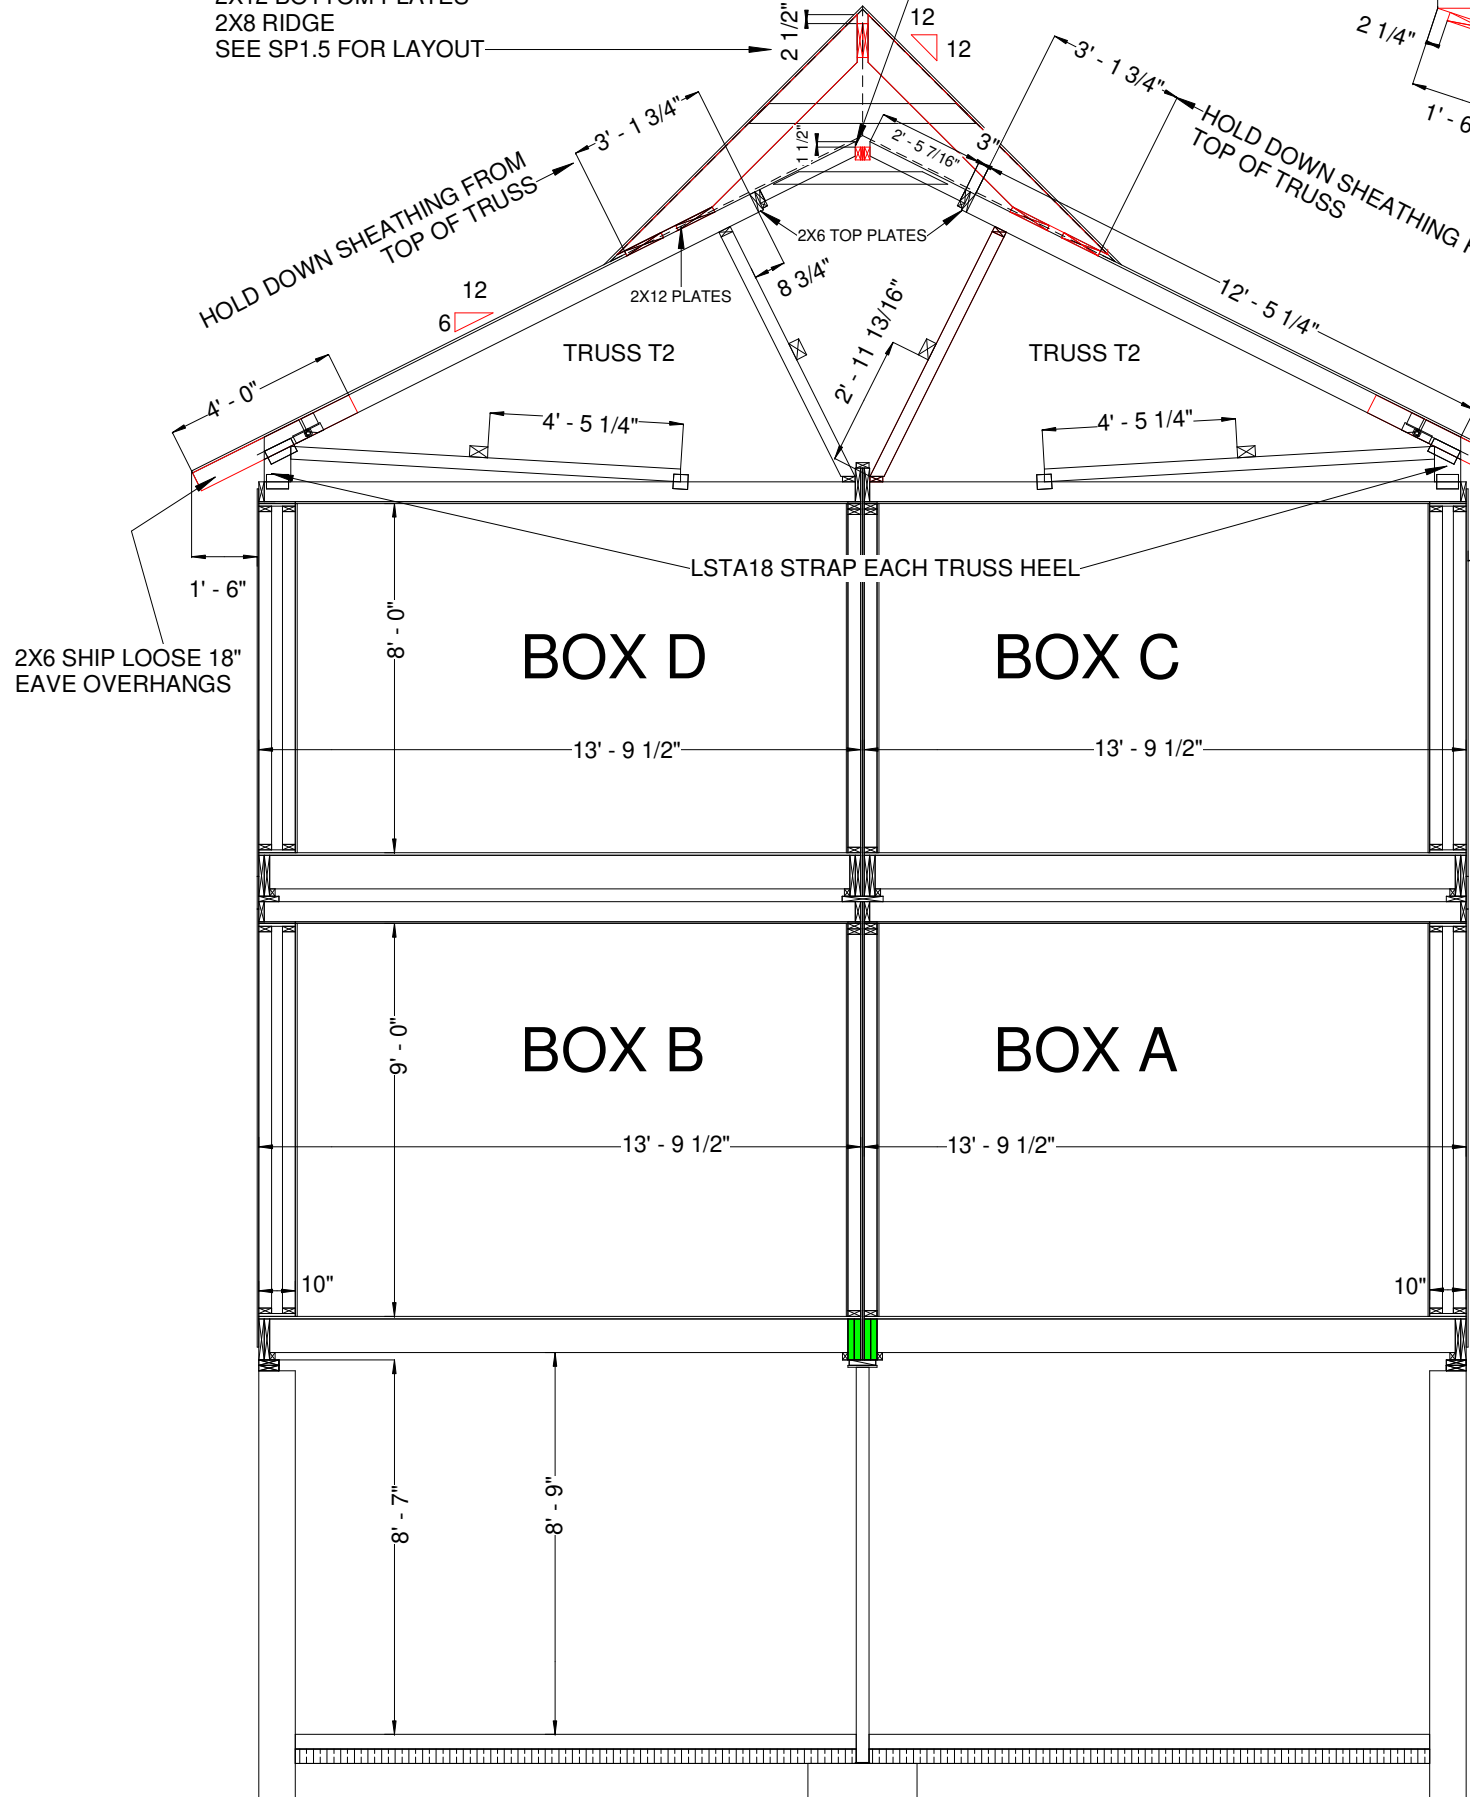 2X12 BOTTOM PLATES
2X8 RIDGE
SEE SP1.5 FOR LAYOUT
2 1/2"
12
12
2 1/4"
1' - 6
3' - 1 3/4"
3' - 1 3/4"
HOLD DOWN SHEATHING FROM
TOP OF TRUSS
HOLD DOWN SHEATHING
TOP OF TRUSS
1 1/2"
2' - 5 7/16"
3"
2X6 TOP PLATES
2X12 PLATES
8 3/4"
12
6
12' - 5 1/4"
TRUSS T2
TRUSS T2
2' - 11 13/16"
4' - 0"
4' - 5 1/4"
4' - 5 1/4"
1' - 6"
LSTA18 STRAP EACH TRUSS HEEL
8' - 0"
2X6 SHIP LOOSE 18"
EAVE OVERHANGS
BOX D
BOX C
13' - 9 1/2"
13' - 9 1/2"
9' - 0"
BOX B
BOX A
13' - 9 1/2"
13' - 9 1/2"
10"
10"
8' - 7"
8' - 9"